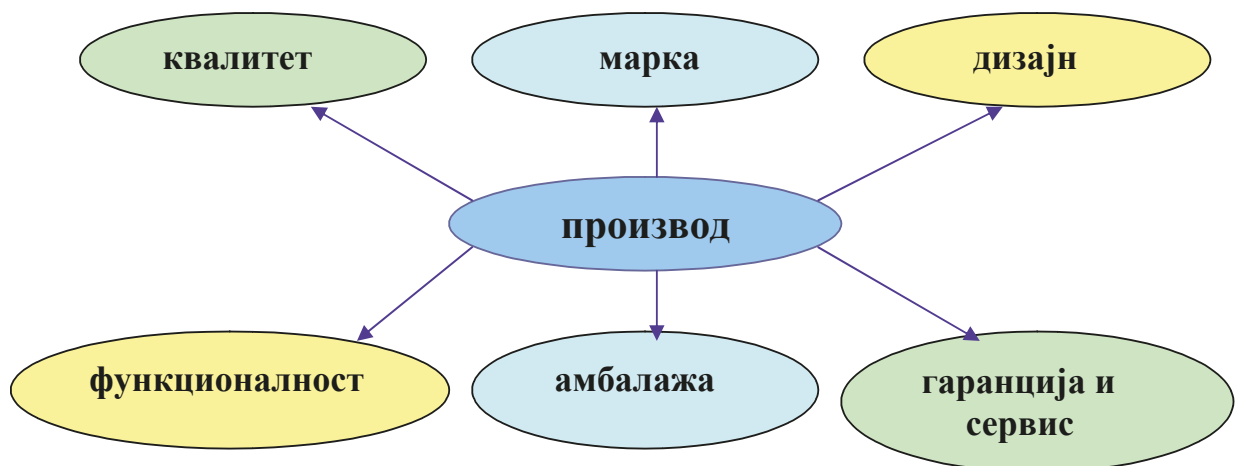 квалитет
марка
дизајн
производ
функционалност
амбалажа
гаранција и
сервис